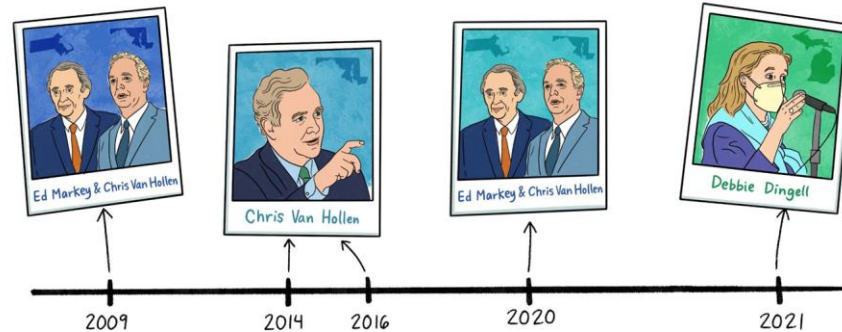 Ed Markey & Chris Van Hollen
Chris Van Hollen
Ed Markey & Chris Van Hollen
Debbie Dingell
2009
2014
2016
2020
2021